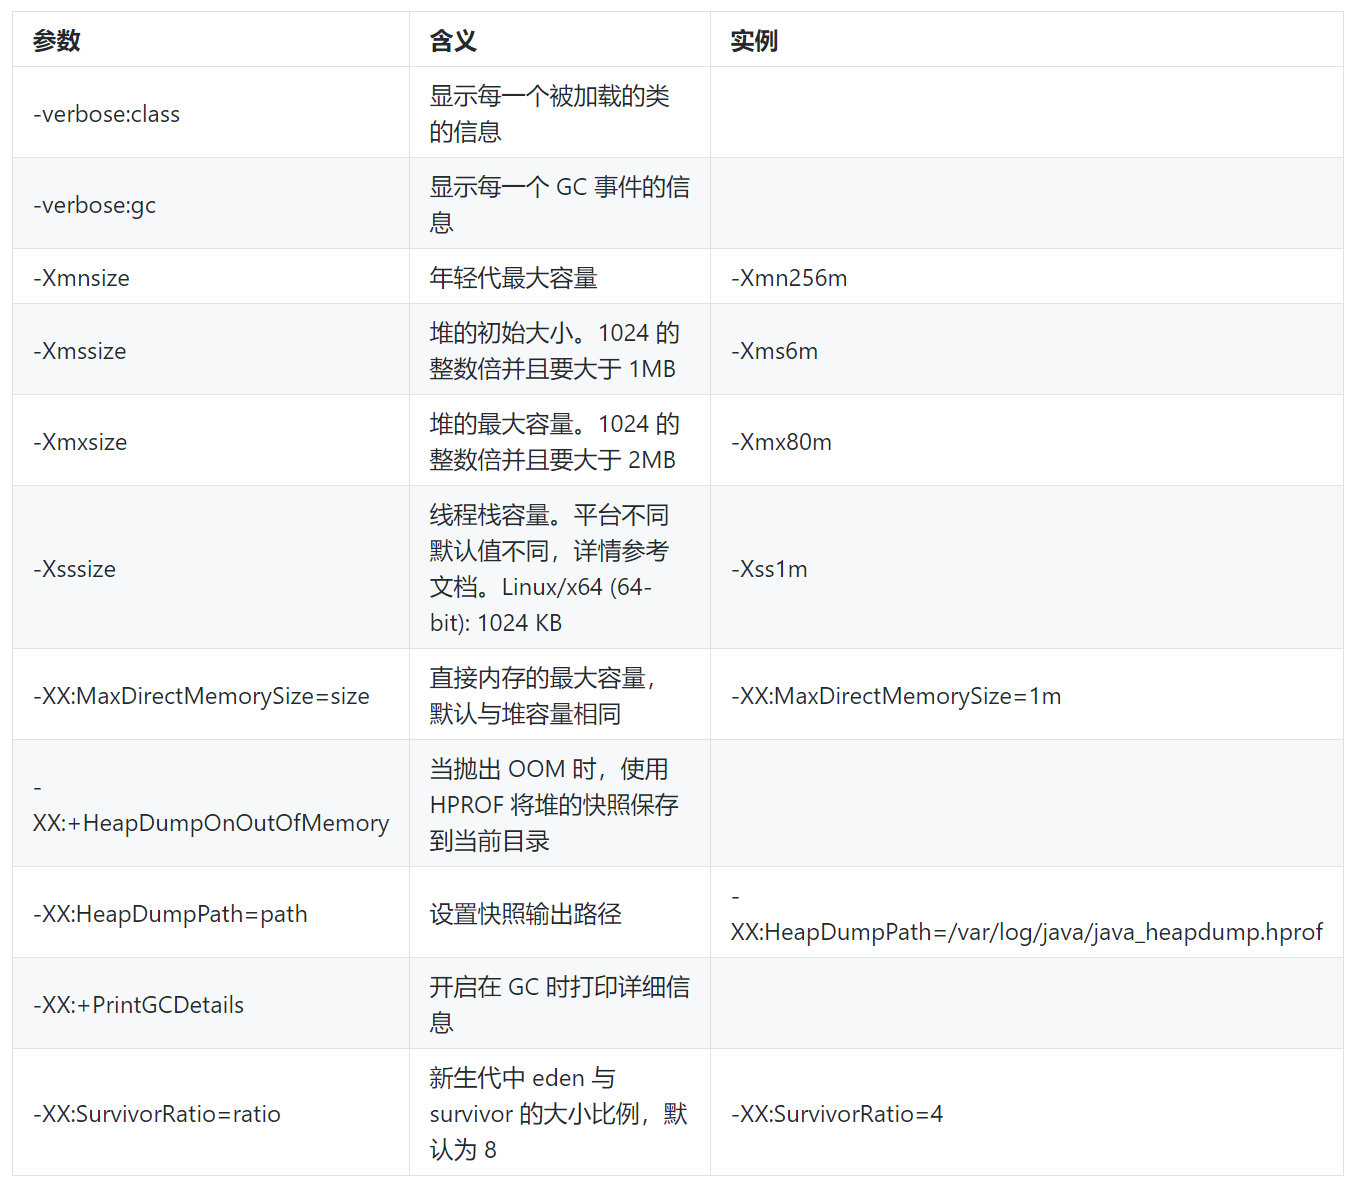 参数 含义 实例
-verbose:class
显示每一个被加载的类
的信息
-verbose:gc
显示每一个 GC 事件的信
息
-Xmnsize 年轻代最大容量 -Xmn256m
-Xmssize
堆的初始大小。1024 的
整数倍并且要大于 1MB
-Xms6m
-Xmxsize
堆的最大容量。1024 的
整数倍并且要大于 2MB
-Xmx80m
-Xsssize
线程栈容量。平台不同
默认值不同，详情参考
文档。Linux/x64 (64-
bit): 1024 KB
-Xss1m
-XX:MaxDirectMemorySize=size
直接内存的最大容量，
默认与堆容量相同
-XX:MaxDirectMemorySize=1m
-
XX:+HeapDumpOnOutOfMemory
当抛出 OOM 时，使用
HPROF 将堆的快照保存
到当前目录
-XX:HeapDumpPath=path
设置快照输出路径
-
XX:HeapDumpPath=/var/log/java/java_heapdump.hprof
-XX:+PrintGCDetails
开启在 GC 时打印详细信
息
-XX:SurvivorRatio=ratio
新生代中 eden 与
survivor 的大小比例，默
认为 8
-XX:SurvivorRatio=4